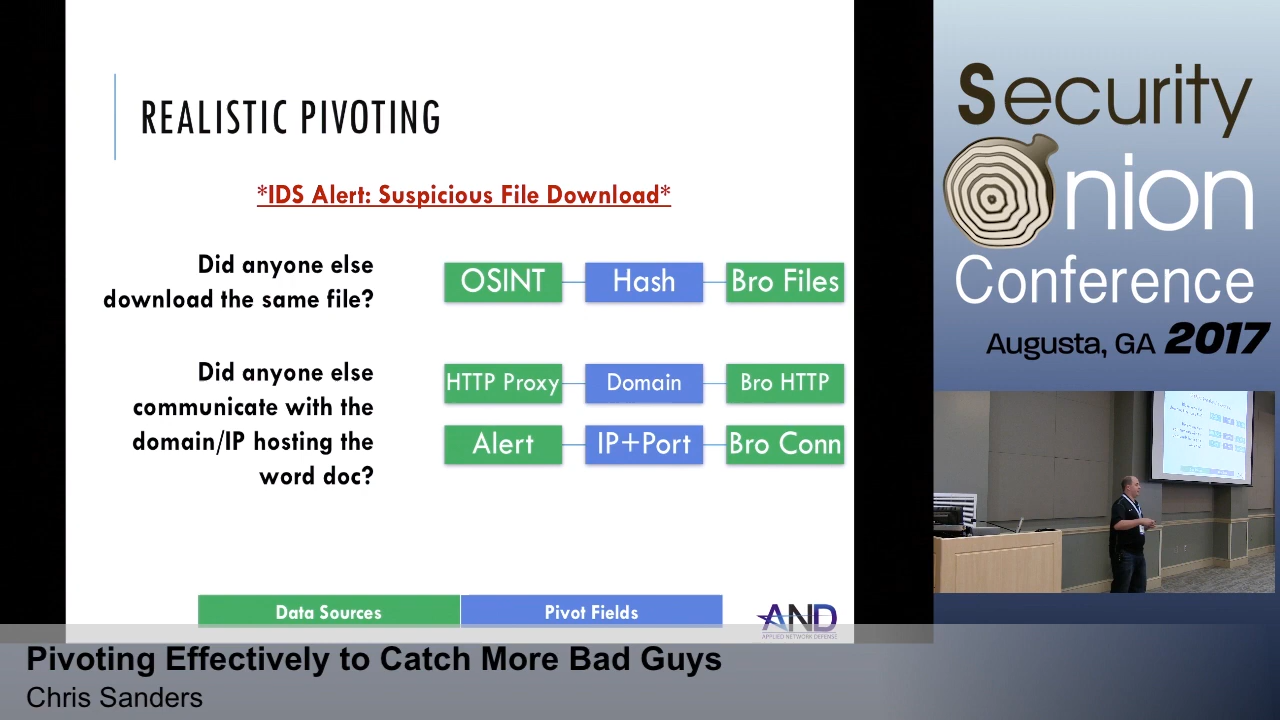 REALISTIC PIVOTING
*IDS Alert: Suspicious File Download*
Did anyone else
download the same file?
OSINT
Hash
Bro Files
Did anyone else
communicate with the
domain/IP hosting the
word doc?
HTTP Proxy
Domain
Bro HTTP
Alert
IP+Port
Bro Conn
Data Sources
Pivot Fields
AND
APPLIED NETWORK DEFENSE
Security
Onion
Conference
Augusta, GA 2017
Pivoting Effectively to Catch More Bad Guys
Chris Sanders